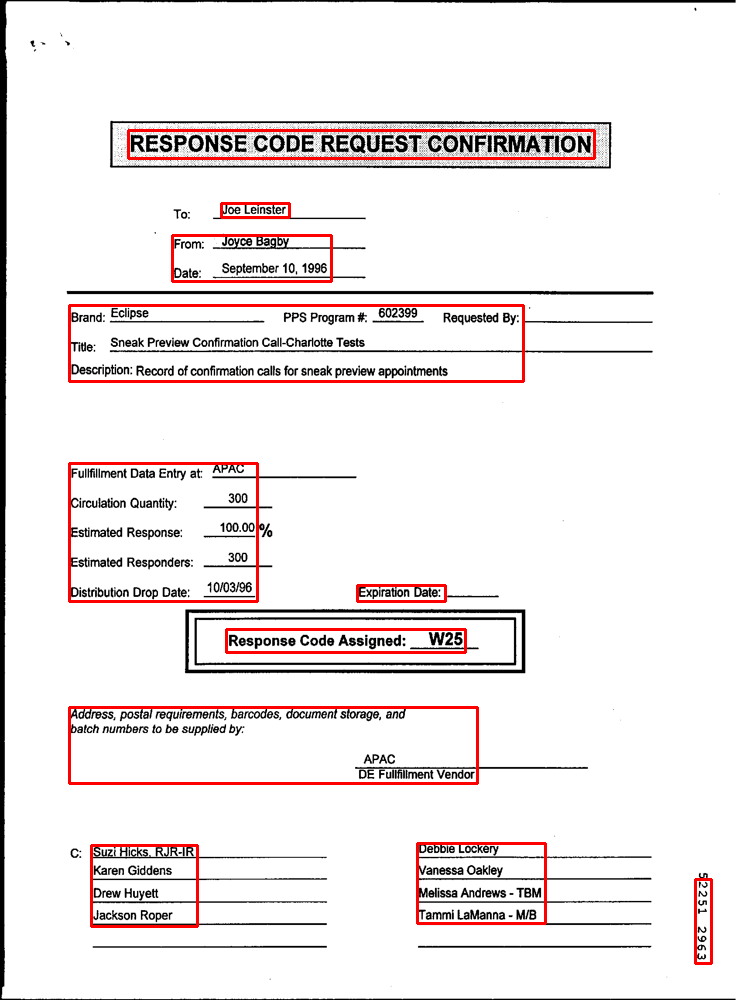 RESPONSE CODE REQUEST CONFIRMATION
To: Joe Leinster
From: Joyce Bagby
Date: September 10, 1996
Brand: Eclipse PPS Program #: 602399 Requested By:
Title: Sneak Preview Confirmation Call-Charlotte Tests
Description: Record of confirmation calls for sneak preview appointments
Fullfillment Data Entry at: APAC
Circulation Quantity: 300
Estimated Response: 100.00 %
Estimated Responders: 300
Distribution Drop Date: 10/03/96 Expiration Date:
Response Code Assigned: W25
Address, postal requirements, barcodes, document storage, and
batch numbers to be supplied by:
APAC
DE Fullfillment Vendor
C: Suzi Hicks, RJR-IR Debbie Lockery
Karen Giddens Vanessa Oakley
Drew Huyett Melissa Andrews - TBM
Jackson Roper Tammi LaManna - M/B
52251 2963